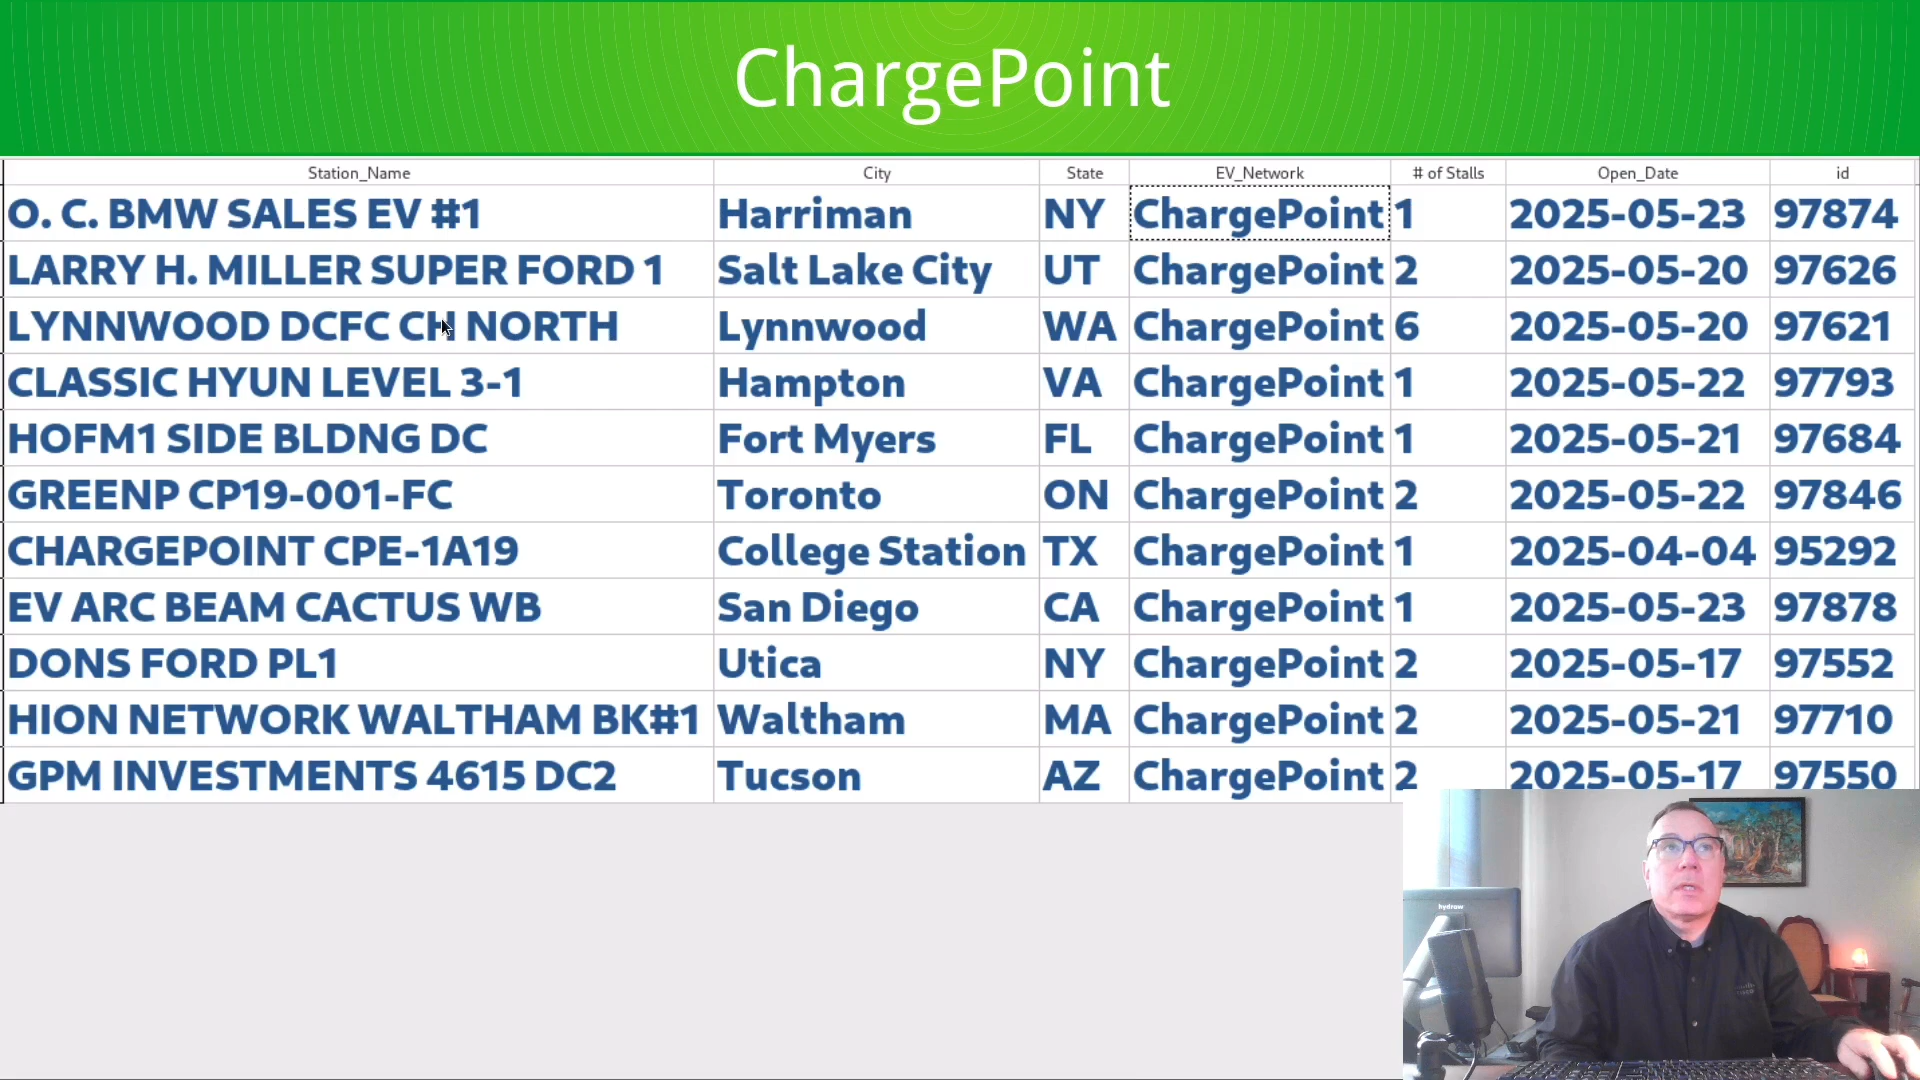 ChargePoint
Station_Name City State EV_Network # of Stalls Open_Date id
O. C. BMW SALES EV #1 Harriman NY ChargePoint 1 2025-05-23 97874
LARRY H. MILLER SUPER FORD 1 Salt Lake City UT ChargePoint 2 2025-05-20 97626
LYNNWOOD DCFC CH NORTH Lynnwood WA ChargePoint 6 2025-05-20 97621
CLASSIC HYUN LEVEL 3-1 Hampton VA ChargePoint 1 2025-05-22 97793
HOFM1 SIDE BLDNG DC Fort Myers FL ChargePoint 1 2025-05-21 97684
GREENP CP19-001-FC Toronto ON ChargePoint 2 2025-05-22 97846
CHARGEPOINT CPE-1A19 College Station TX ChargePoint 1 2025-04-04 95292
EV ARC BEAM CACTUS WB San Diego CA ChargePoint 1 2025-05-23 97878
DONS FORD PL1 Utica NY ChargePoint 2 2025-05-17 97552
HION NETWORK WALTHAM BK#1 Waltham MA ChargePoint 2 2025-05-21 97710
GPM INVESTMENTS 4615 DC2 Tucson AZ ChargePoint 2 2025-05-17 97550